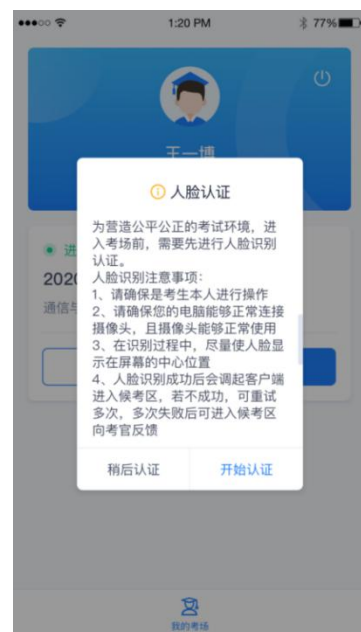 1:20 PM
77%
王一博
人脸认证
为营造公平公正的考试环境，进
入考场前，需要先进行人脸识别
认证。
人脸识别注意事项：
1、请确保是考生本人进行操作
2、请确保您的电脑能够正常连接
摄像头，且摄像头能够正常使用
3、在识别过程中，尽量使人脸显
示在屏幕的中心位置
4、人脸识别成功后会调起客户端
进入候考区，若不成功，可重试
多次，多次失败后可进入候考区
向考官反馈
进
2020
通信与
稍后认证
开始认证
我的考场